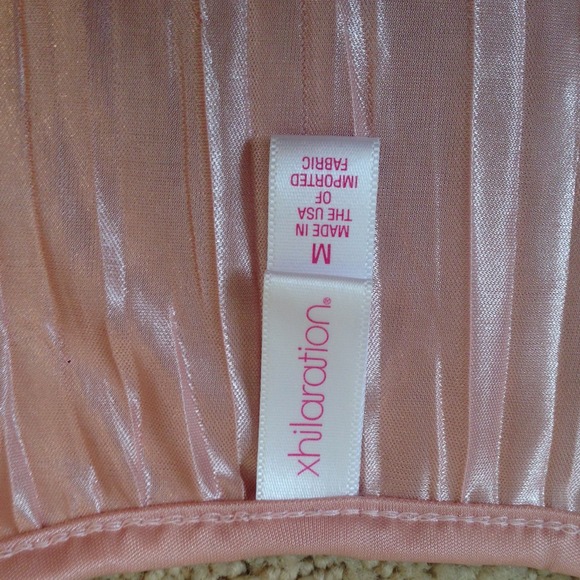 xhilaration®
M
MADE IN
THE USA
OF
IMPORTED
FABRIC